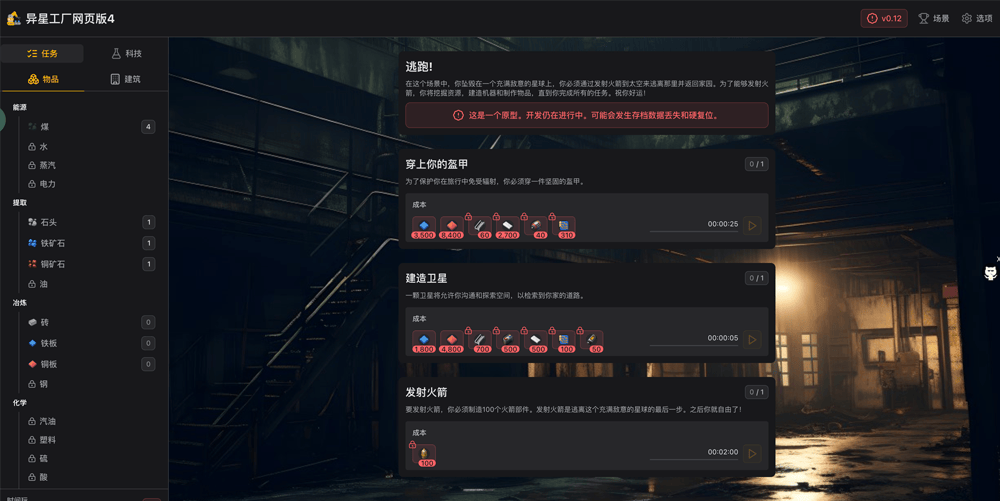 异星工厂网页版4
v0.12
场景
选项
任务
科技
物品
建筑
能源
煤
4
水
蒸汽
电力
提取
石头
1
铁矿石
1
铜矿石
1
油
冶炼
砖
0
铁板
0
铜板
0
钢
化学
汽油
塑料
硫
酸
逃跑!
在这个场景中，你坠毁在一个充满敌意的星球上，你必须通过发射火箭到太空来逃离那里并返回家园。为了能够发射火
箭，你将挖掘资源、建造机器和制作物品，直到你完成所有的任务。祝你好运！
这是一个原型。开发仍在进行中。可能会发生存档数据丢失和硬复位。
穿上你的盔甲
0 / 1
为了保护你在旅行中免受辐射，你必须穿一件坚固的盔甲。
成本
3,500
8,400
60
2,700
40
310
00:00:25
建造卫星
0 / 1
一颗卫星将允许你沟通和探索空间，以检索到你家的道路。
成本
1,800
4,800
700
500
500
100
50
00:00:05
发射火箭
0 / 1
要发射火箭，你必须制造100个火箭部件。发射火箭是逃离这个充满敌意的星球的最后一步。之后你就自由了！
成本
100
00:02:00